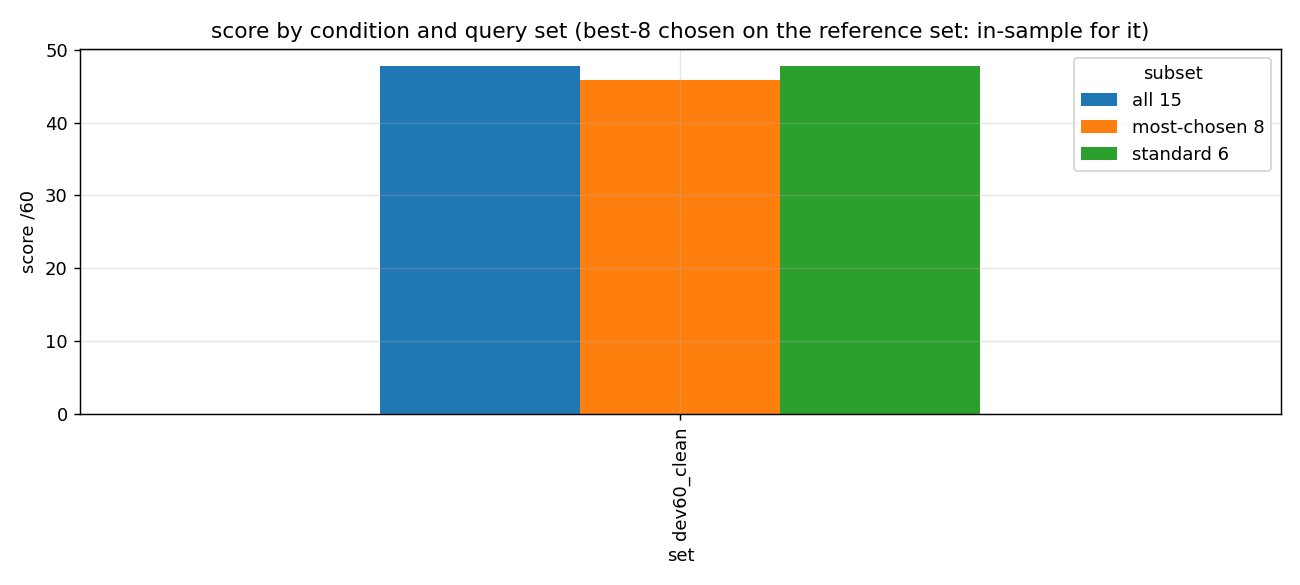 score by condition and query set (best-8 chosen on the reference set: in-sample for it)
score /60
50
40
30
20
10
0
subset
all 15
most-chosen 8
standard 6
dev60_clean
set